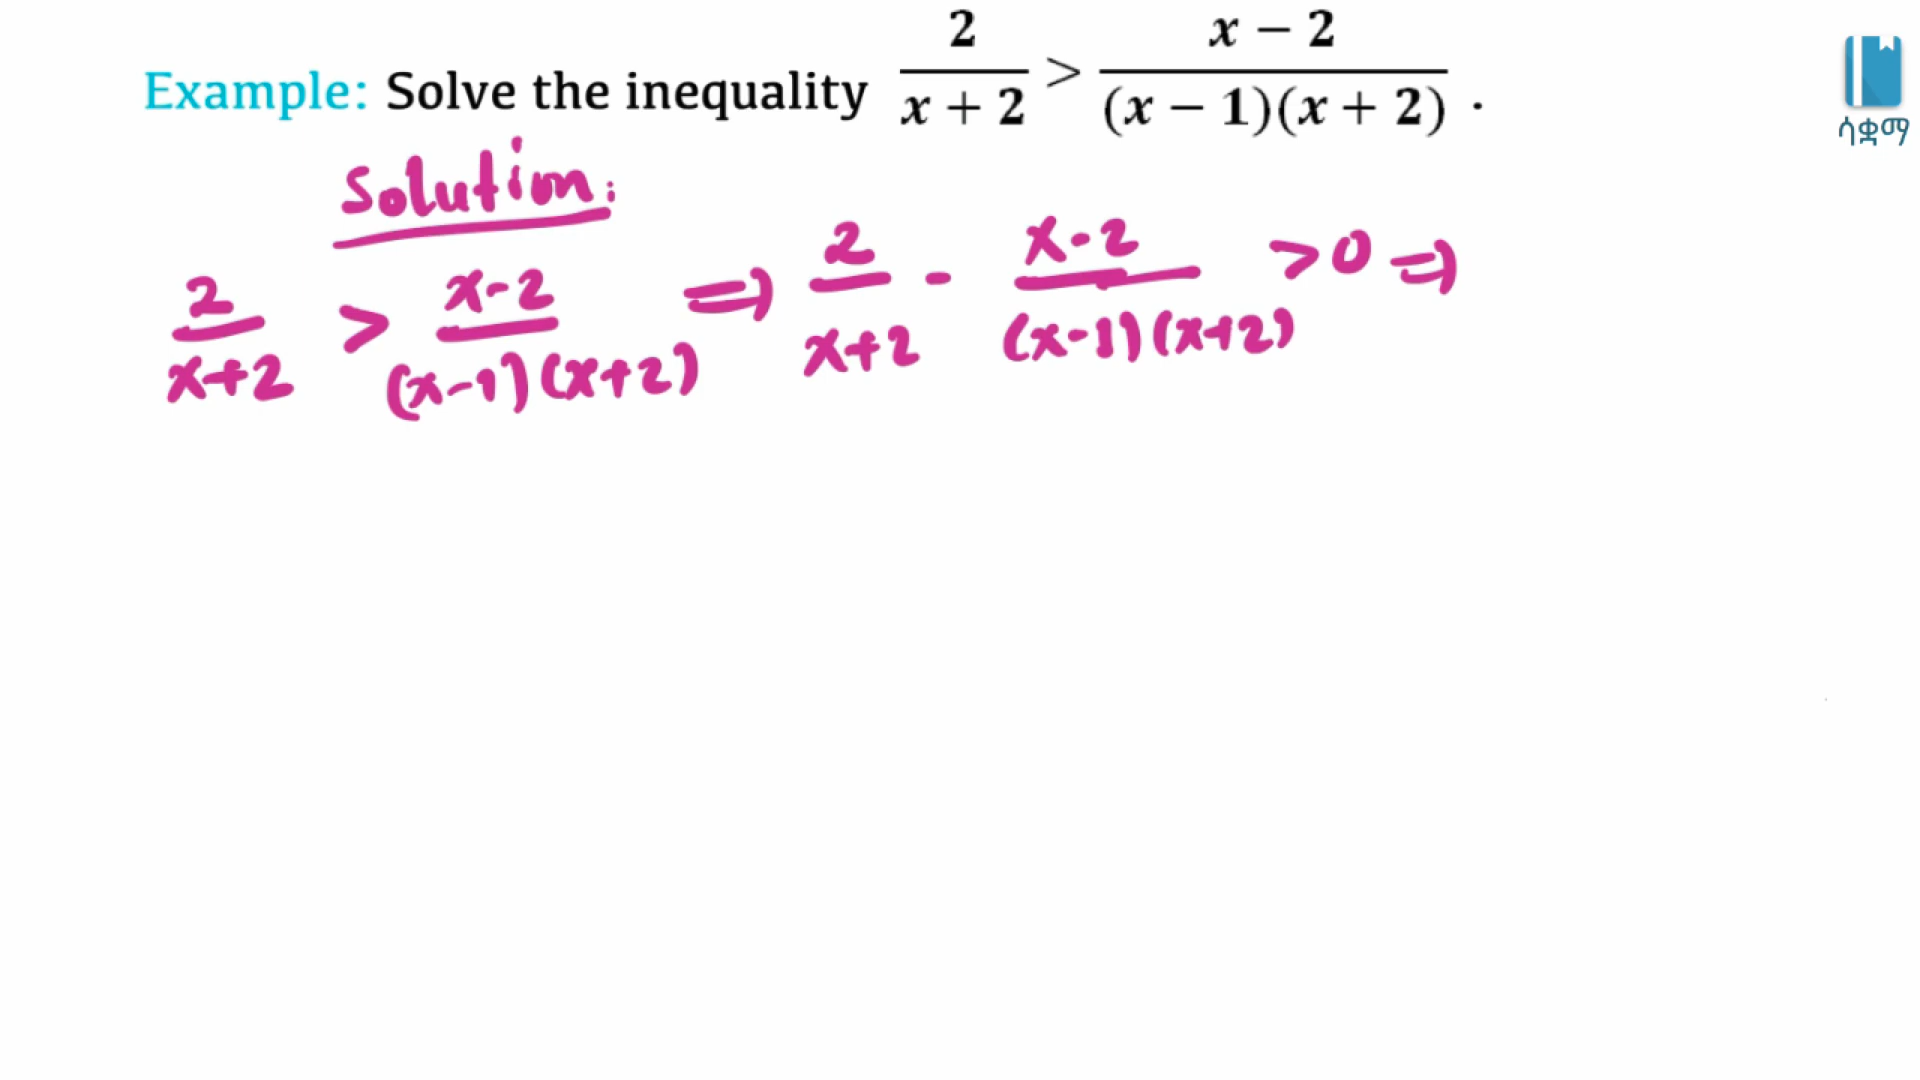 Example: Solve the inequality 2/(x + 2) > (x − 2)/((x − 1)(x + 2)) .
ሳቋማ
Solution:
2/(x+2) > (x-2)/((x-1)(x+2)) ⇒ 2/(x+2) - (x-2)/((x-1)(x+2)) >0 ⇒